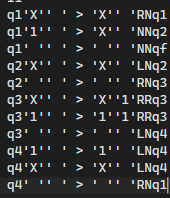 q1'X'' ' > 'X'' 'RNq1
q1'1'' ' > 'X'' 'NNq2
q1' '' ' > ' '' 'NNqf
q2'X'' ' > 'X'' 'LNq2
q2' '' ' > ' '' 'RNq3
q3'X'' ' > 'X''1'RRq3
q3'1'' ' > '1''1'RRq3
q3' '' ' > ' '' 'LNq4
q4'1'' ' > '1'' 'LNq4
q4'X'' ' > 'X'' 'LNq4
q4' '' ' > ' '' 'RNq1